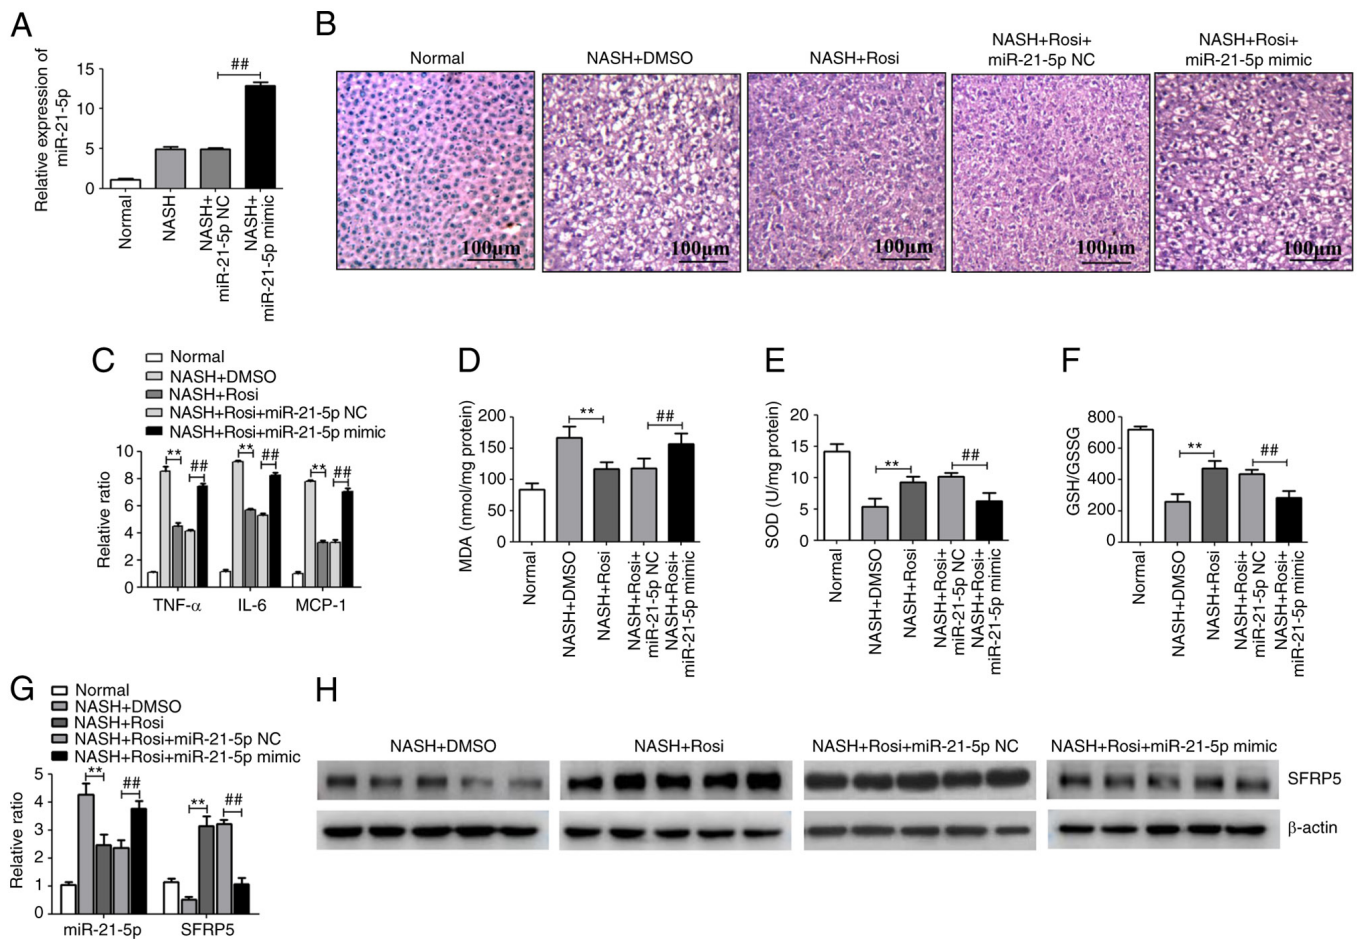 A
Relative expression of
miR-21-5p
15
10
5
0
##
Normal
NASH
NASH+
miR-21-5p NC
NASH+
miR-21-5p mimic
B
Normal
NASH+DMSO
NASH+Rosi
NASH+Rosi+
miR-21-5p NC
NASH+Rosi+
miR-21-5p mimic
100μm
100μm
100μm
100μm
100μm
C
Normal
NASH+DMSO
NASH+Rosi
NASH+Rosi+miR-21-5p NC
NASH+Rosi+miR-21-5p mimic
Relative ratio
10
8
6
4
2
0
**
##
**
##
**
##
TNF-α
IL-6
MCP-1
D
MDA (nmol/mg protein)
200
150
100
50
0
**
##
Normal
NASH+DMSO
NASH+Rosi
NASH+Rosi+
miR-21-5p NC
NASH+Rosi+
miR-21-5p mimic
E
SOD (U/mg protein)
20
15
10
5
0
**
##
Normal
NASH+DMSO
NASH+Rosi
NASH+Rosi+
miR-21-5p NC
NASH+Rosi+
miR-21-5p mimic
F
GSH/GSSG
800
600
400
200
0
**
##
Normal
NASH+DMSO
NASH+Rosi
NASH+Rosi+
miR-21-5p NC
NASH+Rosi+
miR-21-5p mimic
G
Normal
NASH+DMSO
NASH+Rosi
NASH+Rosi+miR-21-5p NC
NASH+Rosi+miR-21-5p mimic
Relative ratio
5
4
3
2
1
0
**
##
**
##
miR-21-5p
SFRP5
H
NASH+DMSO
NASH+Rosi
NASH+Rosi+miR-21-5p NC
NASH+Rosi+miR-21-5p mimic
SFRP5
β-actin